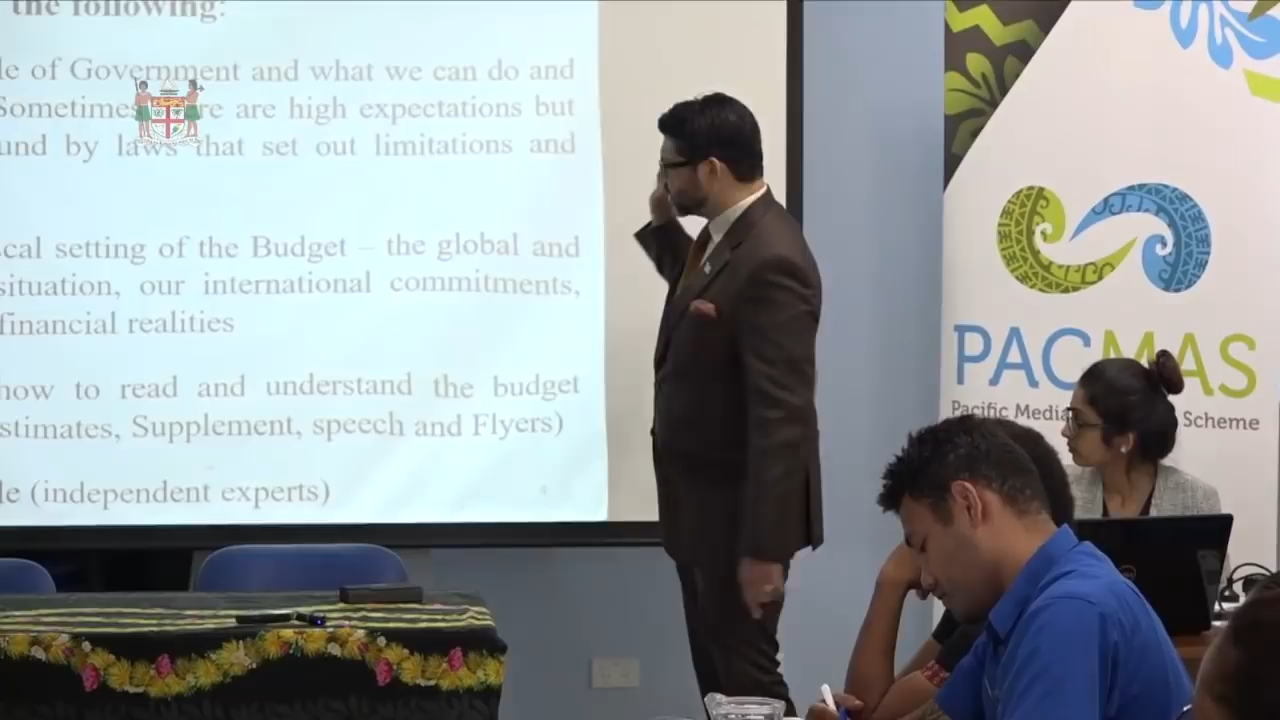 the following:
le of Government and what we can do and
Sometimes are high expectations but
und by laws that set out limitations and
cal setting of the Budget – the global and
situation, our international commitments,
financial realities
how to read and understand the budget
stimates, Supplement, speech and Flyers)
le (independent experts)
4
PACMAS
Pacific Media Scheme